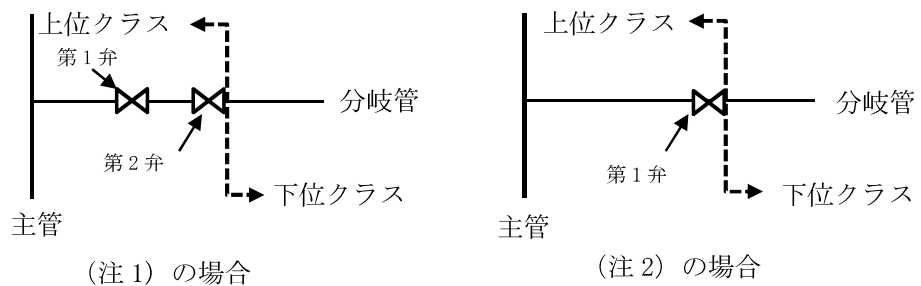 上位クラス
第1弁
分岐管
第2弁
下位クラス
主管
（注1）の場合
上位クラス
分岐管
第1弁
下位クラス
主管
（注2）の場合